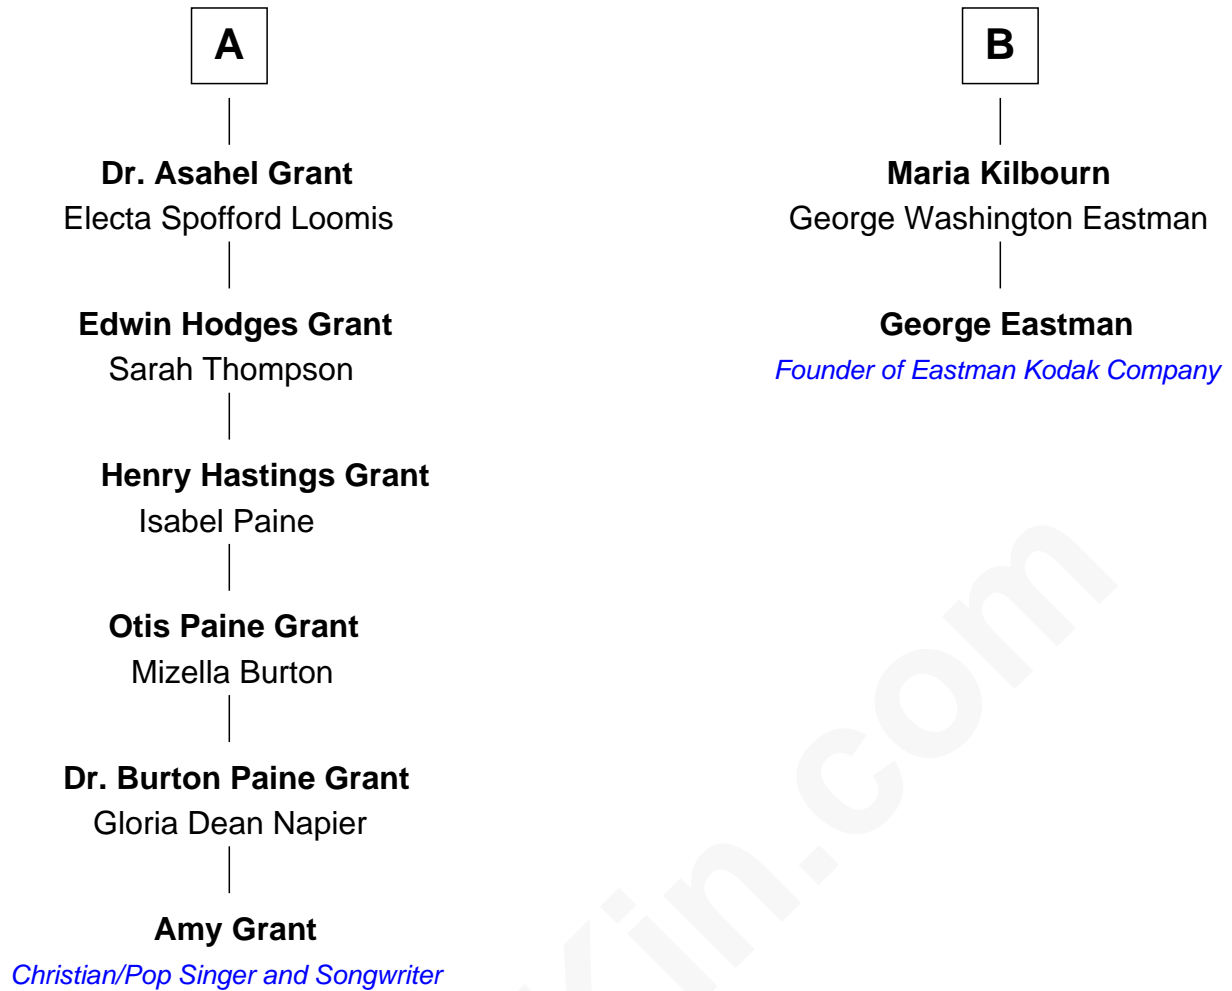 A
Dr. Asahel Grant
Electa Spofford Loomis
Edwin Hodges Grant
Sarah Thompson
Henry Hastings Grant
Isabel Paine
Otis Paine Grant
Mizella Burton
Dr. Burton Paine Grant
Gloria Dean Napier
Amy Grant
Christian/Pop Singer and Songwriter
B
Maria Kilbourn
George Washington Eastman
George Eastman
Founder of Eastman Kodak Company
Kin.com